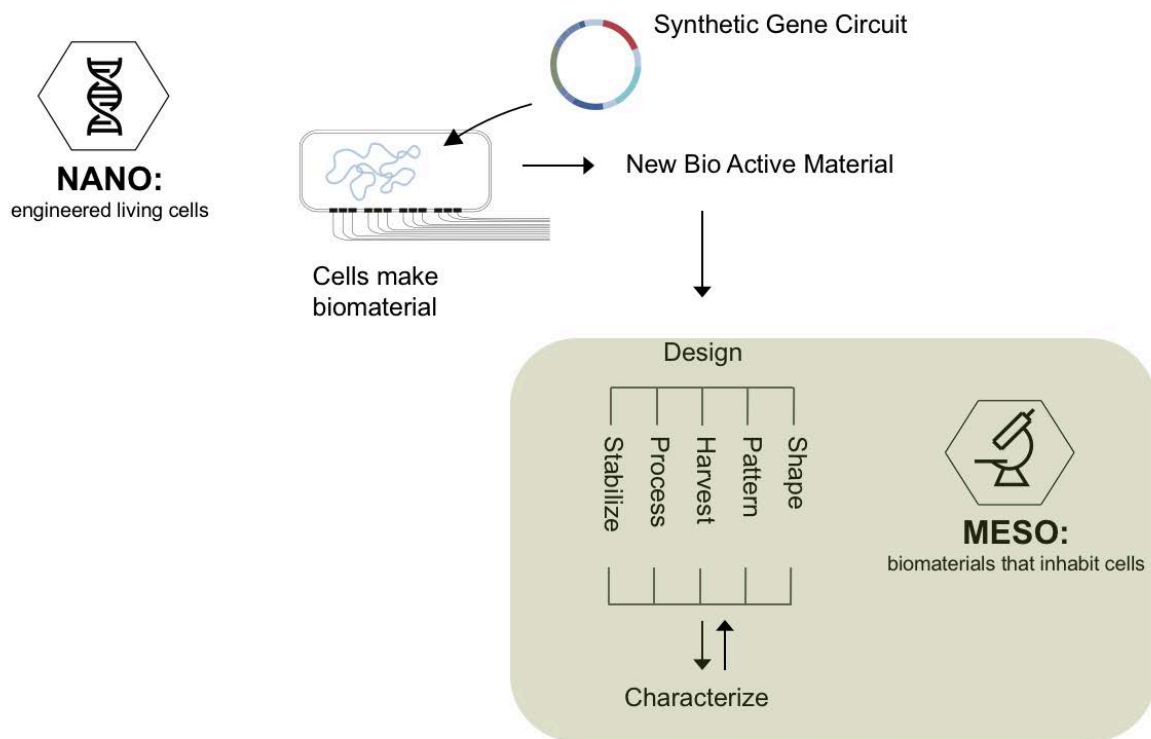 Synthetic Gene Circuit
NANO:
engineered living cells
New Bio Active Material
Cells make
biomaterial
Design
Stabilize
Process
Harvest
Pattern
Shape
MESO:
biomaterials that inhabit cells
Characterize